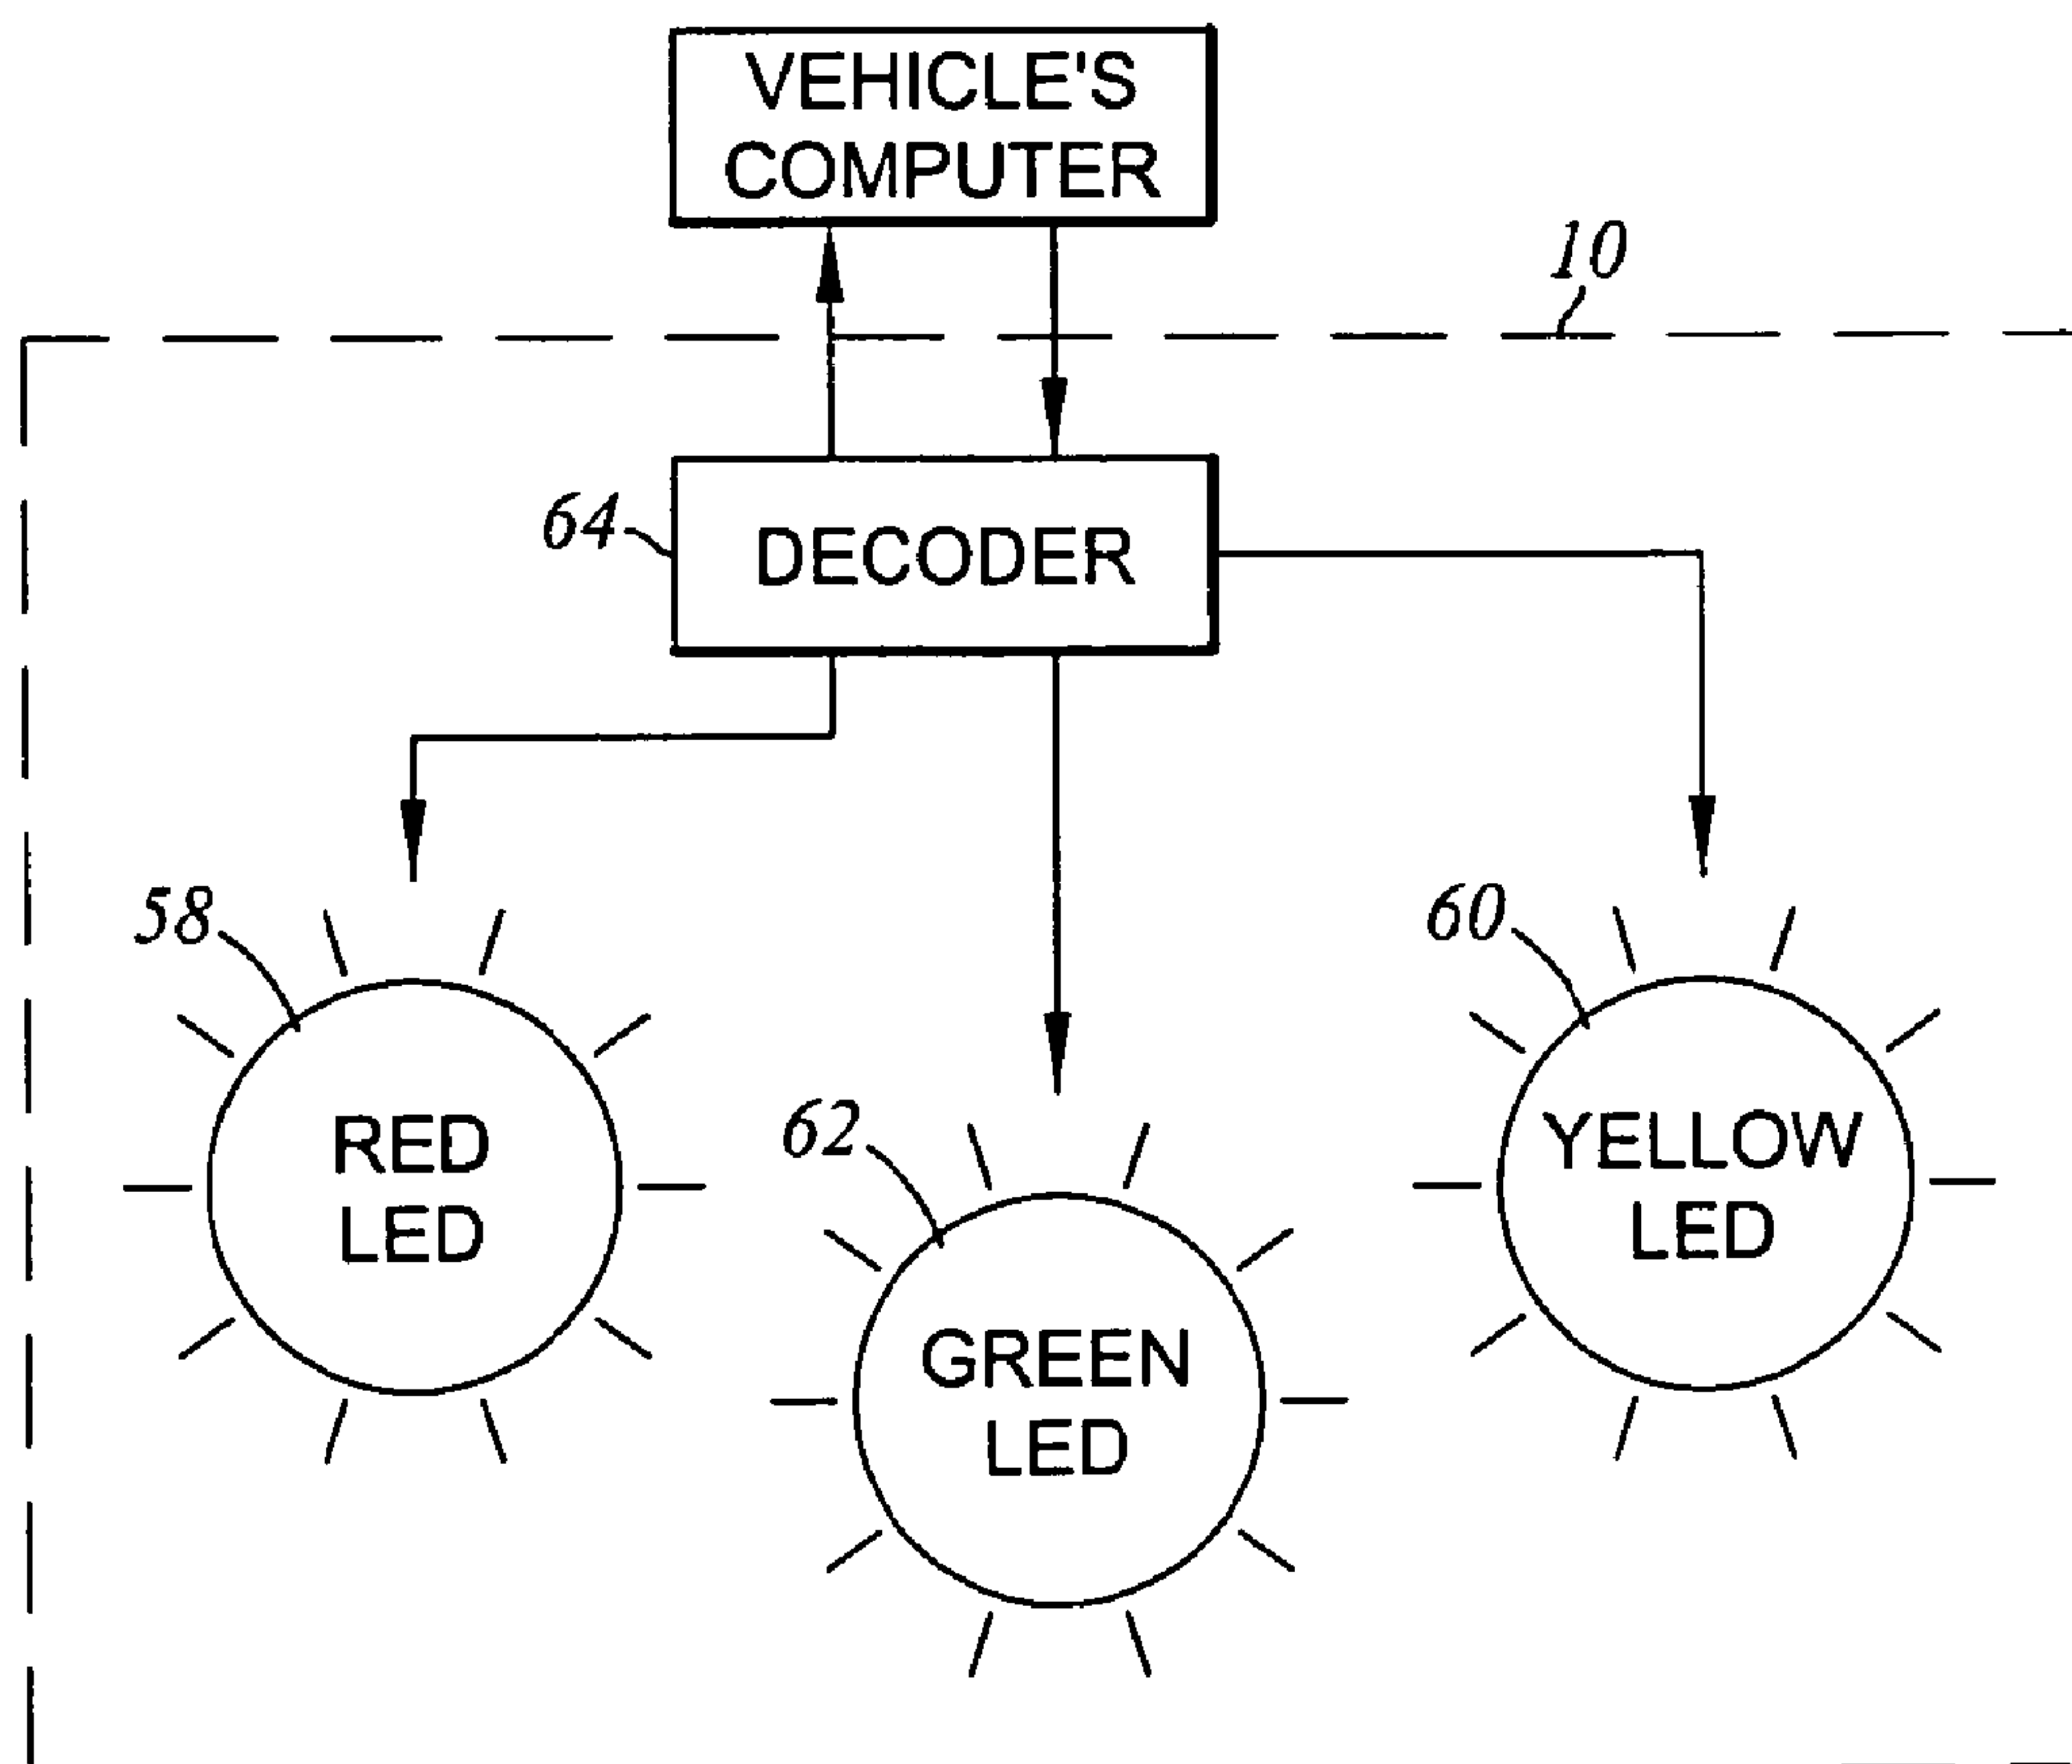 VEHICLE'S
COMPUTER
10
64
DECODER
58
60
RED
LED
62
YELLOW
LED
GREEN
LED